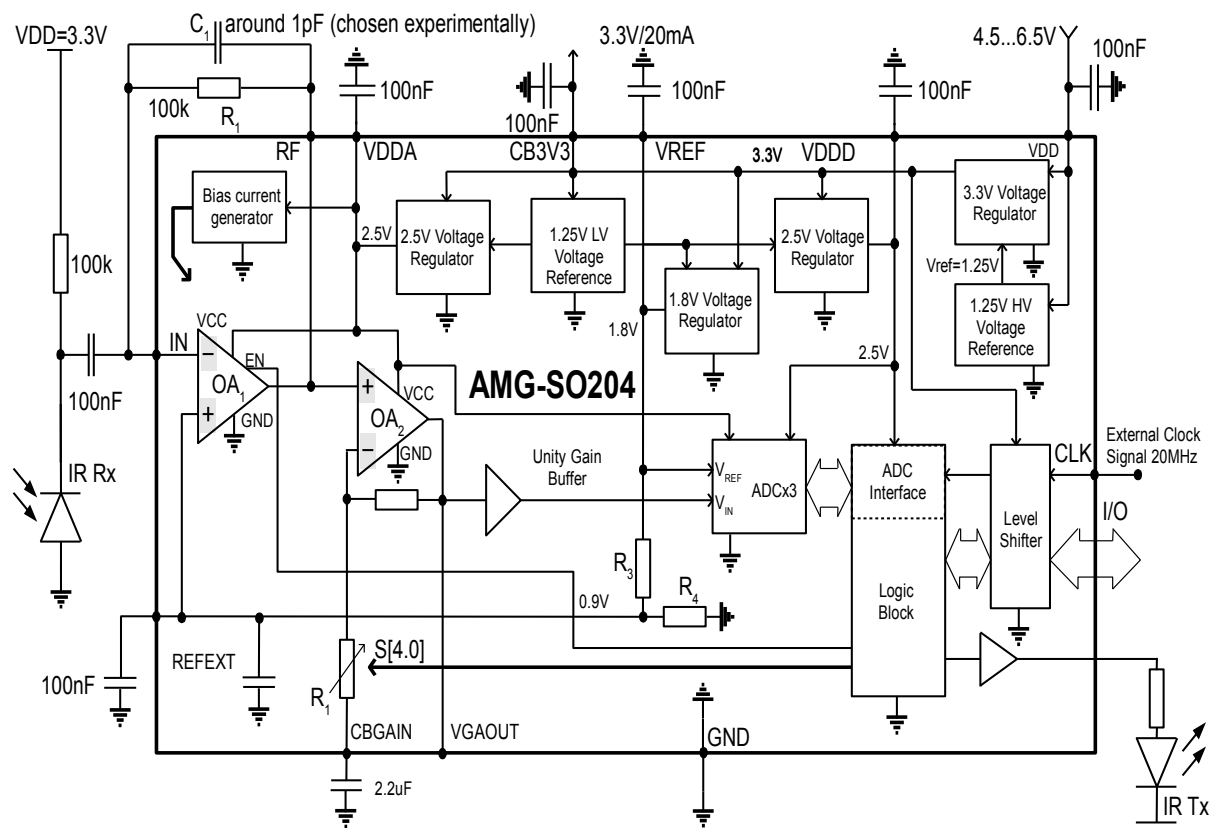 C1 around 1pF (chosen experimentally)
VDD=3.3V
3.3V/20mA
4.5...6.5V
100nF
100nF
100nF
100nF
100nF
100k
R1
RF
VDDA
CB3V3
VREF
3.3V
VDDD
VDD
Bias current
generator
2.5V
2.5V Voltage
Regulator
1.25V LV
Voltage
Reference
2.5V Voltage
Regulator
3.3V Voltage
Regulator
100k
Vref=1.25V
1.8V Voltage
Regulator
1.25V HV
Voltage
Reference
1.8V
VCC
IN
EN
2.5V
OA1
AMG-SO204
VCC
100nF
GND
OA2
GND
CLK
External Clock
Signal 20MHz
IR Rx
Unity Gain
Buffer
VREF
VIN
ADCx3
ADC
Interface
I/O
Level
Shifter
R3
R4
0.9V
Logic
Block
REFEXT
S[4.0]
100nF
R1
CBGAIN
VGAOUT
GND
2.2uF
IR Tx